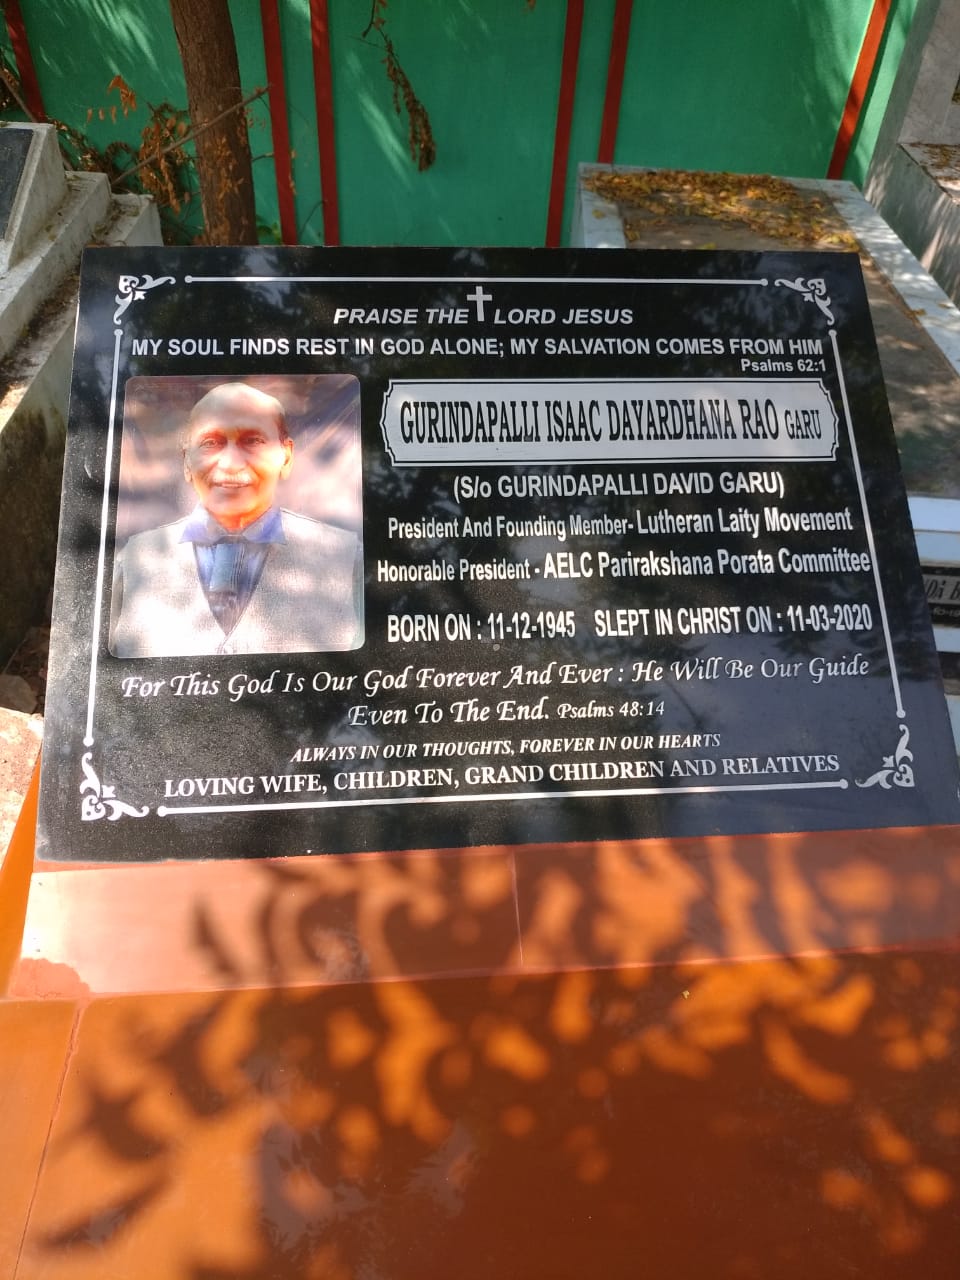 PRAISE THE LORD JESUS
MY SOUL FINDS REST IN GOD ALONE; MY SALVATION COMES FROM HIM
Psalms 62:1
GURINDAPALLI ISAAC DAYARDHANA RAO GARU
(S/o GURINDAPALLI DAVID GARU)
President And Founding Member- Lutheran Laity Movement
Honorable President - AELC Parirakshana Porata Committee
BORN ON : 11-12-1945 SLEPT IN CHRIST ON : 11-03-2020
For This God Is Our God Forever And Ever : He Will Be Our Guide
Even To The End. Psalms 48:14
ALWAYS IN OUR THOUGHTS, FOREVER IN OUR HEARTS
LOVING WIFE, CHILDREN, GRAND CHILDREN AND RELATIVES